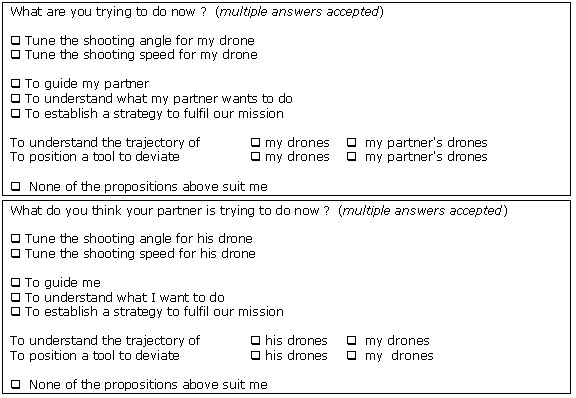 What are you trying to do now ? (multiple answers accepted)
❑ Tune the shooting angle for my drone
❑ Tune the shooting speed for my drone
❑ To guide my partner
❑ To understand what my partner wants to do
❑ To establish a strategy to fulfil our mission
To understand the trajectory of ❑ my drones ❑ my partner's drones
To position a tool to deviate ❑ my drones ❑ my partner's drones
❑ None of the propositions above suit me
What do you think your partner is trying to do now ? (multiple answers accepted)
❑ Tune the shooting angle for his drone
❑ Tune the shooting speed for his drone
❑ To guide me
❑ To understand what I want to do
❑ To establish a strategy to fulfil our mission
To understand the trajectory of ❑ his drones ❑ my drones
To position a tool to deviate ❑ his drones ❑ my drones
❑ None of the propositions above suit me